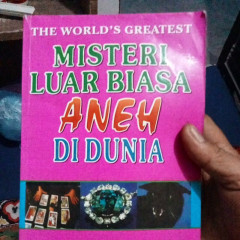 THE WORLD'S GREATEST
MISTERI
LUAR BIASA
ANEH
DI DUNIA